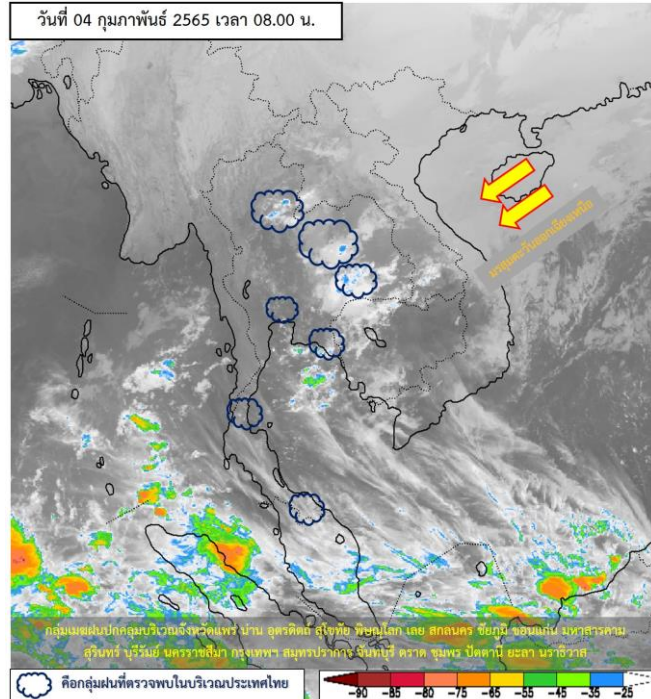 วันที่ 04 กุมภาพันธ์ 2565 เวลา 08.00 น.
มรสุมตะวันออกเฉียงเหนือ
กลุ่มเมฆฝนปกคลุมบริเวณจังหวัดแพร่ น่าน อุตรดิตถ์ สุโขทัย พิษณุโลก เลย สกลนคร ชัยภูมิ ขอนแก่น มหาสารคาม
สุรินทร์ บุรีรัมย์ นครราชสีมา กรุงเทพฯ สมุทรปราการ จันทบุรี ตราด ชุมพร ปัตตานี ยะลา นราธิวาส
คือกลุ่มฝนที่ตรวจพบในบริเวณประเทศไทย
-90 -85 -80 -75 -65 -55 -45 -35 -25